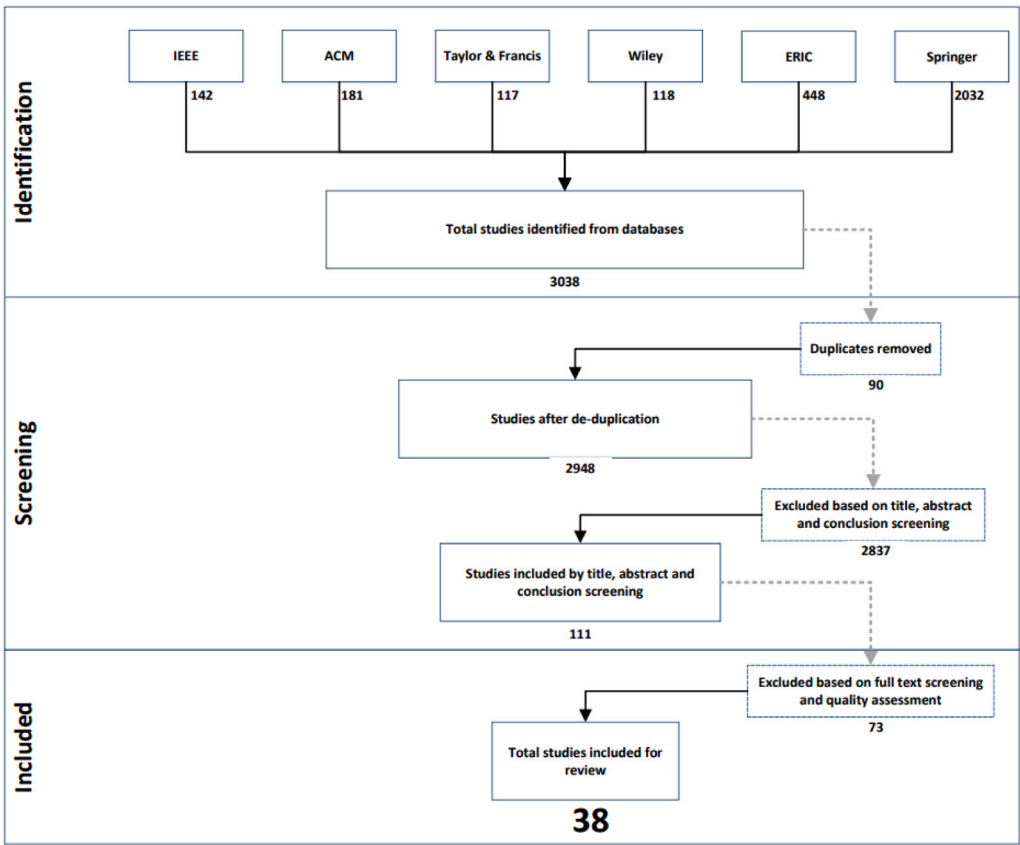 Identification
IEEE
ACM
Taylor & Francis
Wiley
ERIC
Springer
142
181
117
118
448
2032
Total studies identified from databases
3038
Screening
Duplicates removed
90
Studies after de-duplication
2948
Excluded based on title, abstract
and conclusion screening
2837
Studies included by title, abstract and
conclusion screening
111
Included
Excluded based on full text screening
and quality assessment
73
Total studies included for
review
38